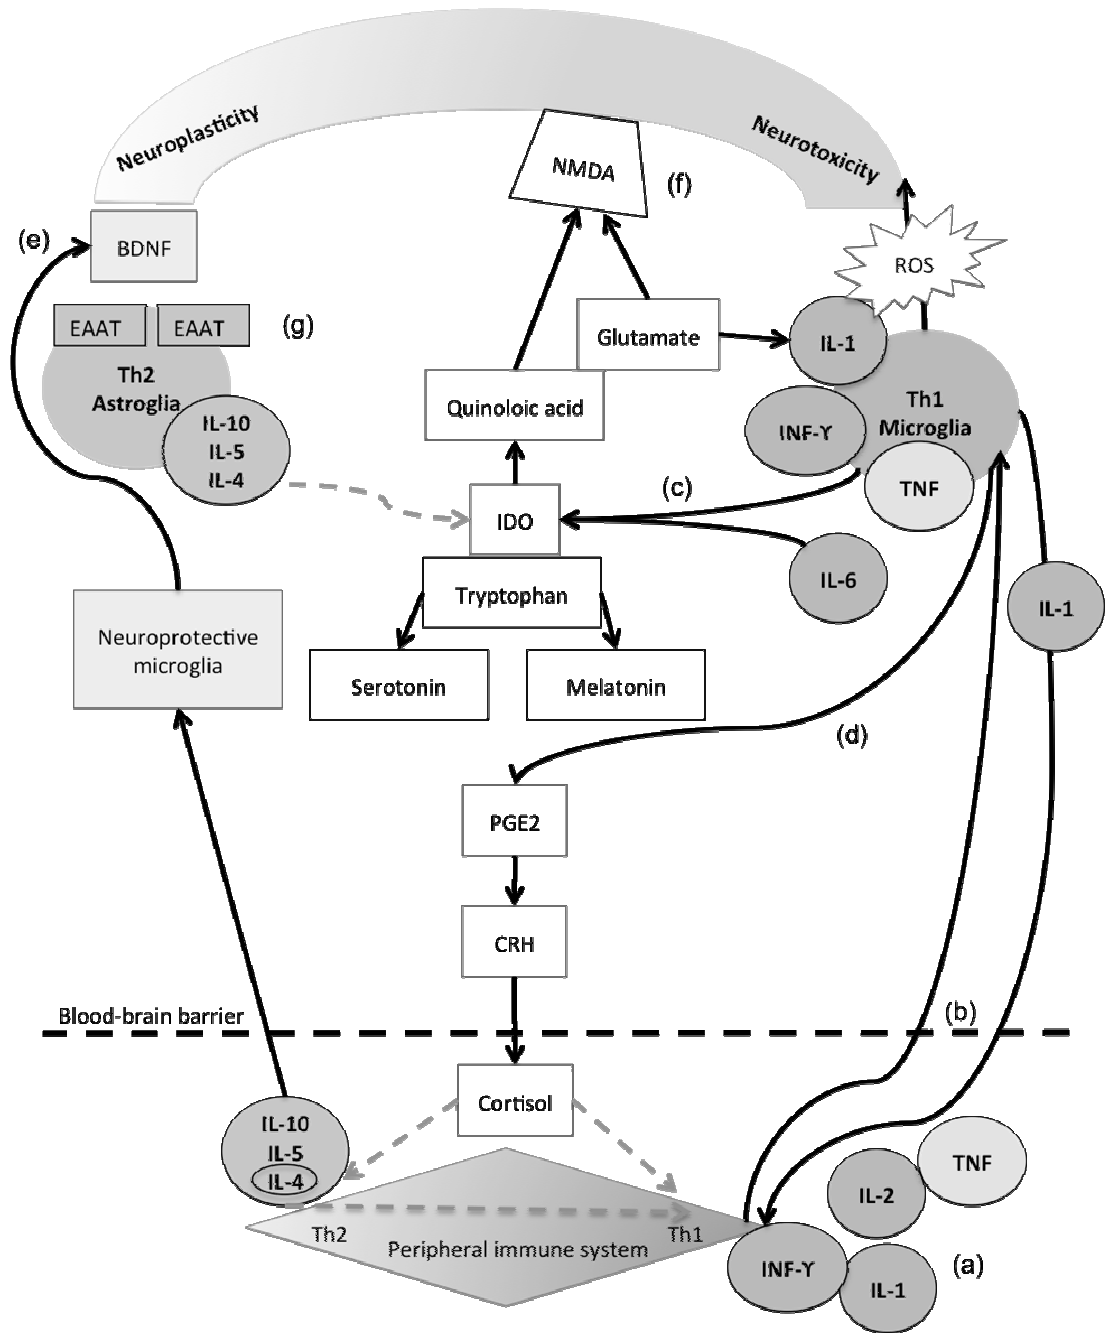 Neuroplasticity
Neurotoxicity
NMDA
(f)
(e)
BDNF
ROS
EAAT
EAAT
(g)
Glutamate
IL-1
Th2
Astroglia
Quinoloic acid
Th1
Microglia
INF-ϒ
IL-10
IL-5
IL-4
(c)
TNF
IDO
IL-6
Tryptophan
IL-1
Neuroprotective
microglia
Serotonin
Melatonin
(d)
PGE2
CRH
Blood-brain barrier
(b)
Cortisol
IL-10
IL-5
IL-4
TNF
IL-2
Th2
Th1
Peripheral immune system
INF-ϒ
IL-1
(a)